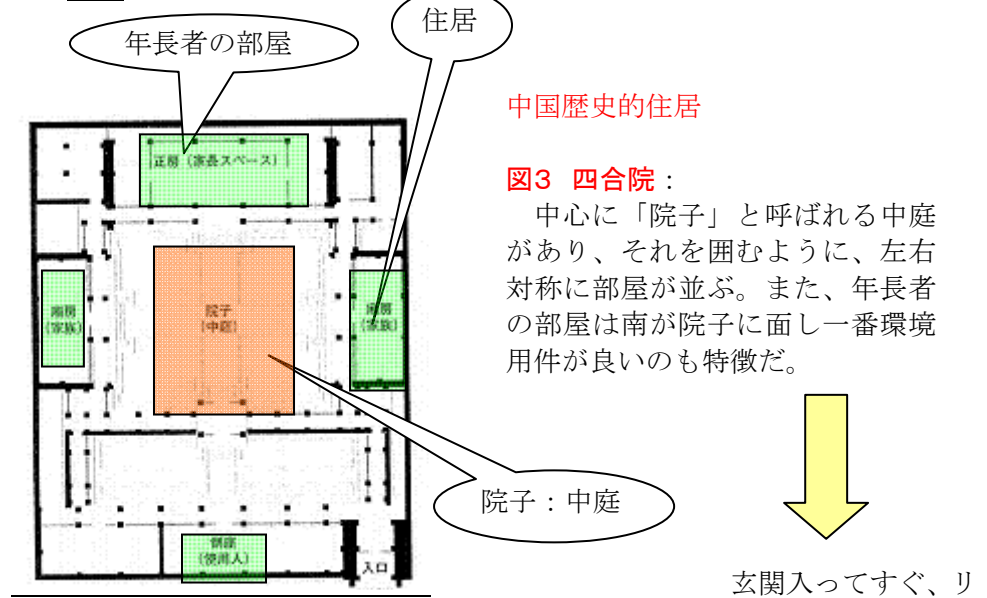 年長者の部屋
住居
正房（家長スペース）
中国歴史的住居
図3　四合院：
中心に「院子」と呼ばれる中庭
があり、それを囲むように、左右
対称に部屋が並ぶ。また、年長者
の部屋は南が院子に面し一番環境
用件が良いのも特徴だ。
廂房
（家族）
院子
（中庭）
廂房
（家族）
院子：中庭
倒座
（使用人）
入口
玄関入ってすぐ、リ